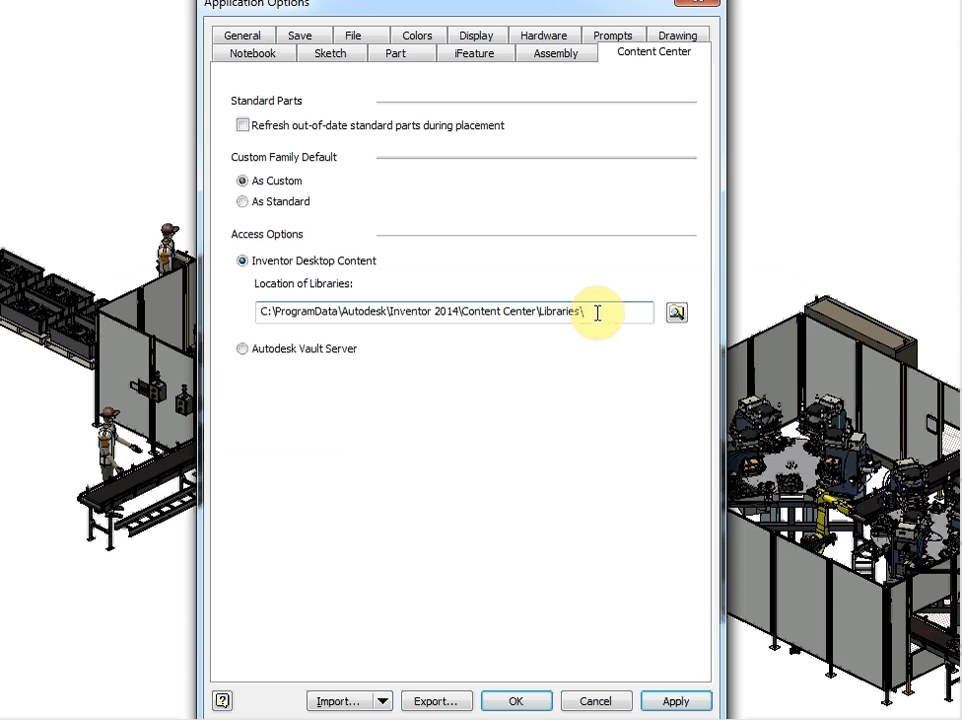 Application Options
General Save File Colors Display Hardware Prompts Drawing
Notebook Sketch Part iFeature Assembly Content Center
Standard Parts
Refresh out-of-date standard parts during placement
Custom Family Default
As Custom
As Standard
Access Options
Inventor Desktop Content
Location of Libraries:
C:\ProgramData\Autodesk\Inventor 2014\Content Center\Libraries\
Autodesk Vault Server
? Import... Export... OK Cancel Apply